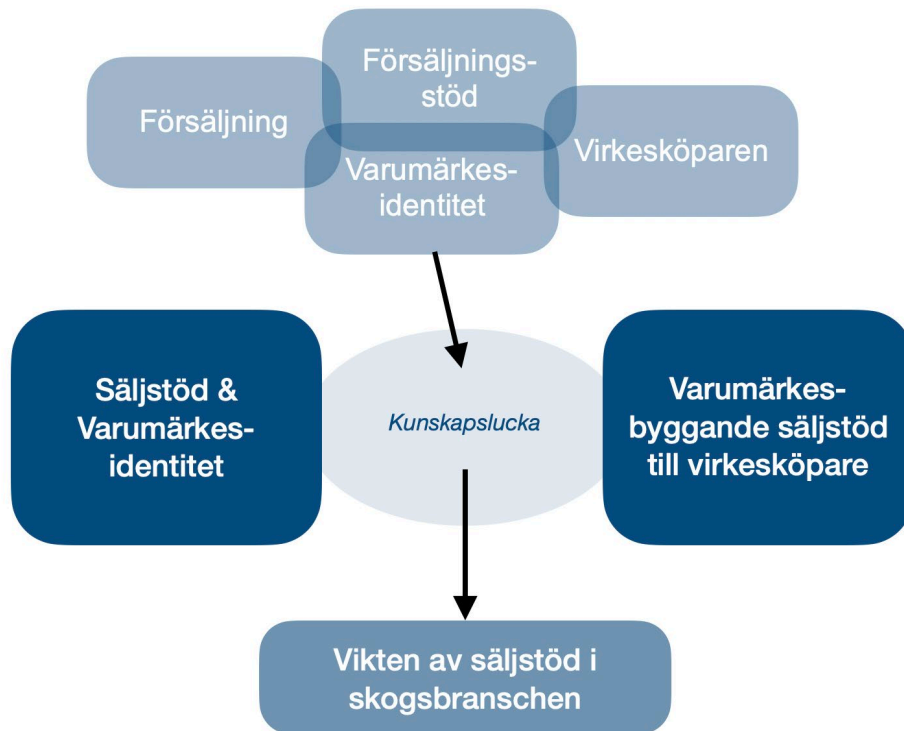 Försäljnings-
stöd
Försäljning
Virkesköparen
Varumärkes-
identitet
Säljstöd &
Varumärkes-
identitet
Kunskapslucka
Varumärkes-
byggande säljstöd
till virkesköpare
Vikten av säljstöd i
skogsbranschen